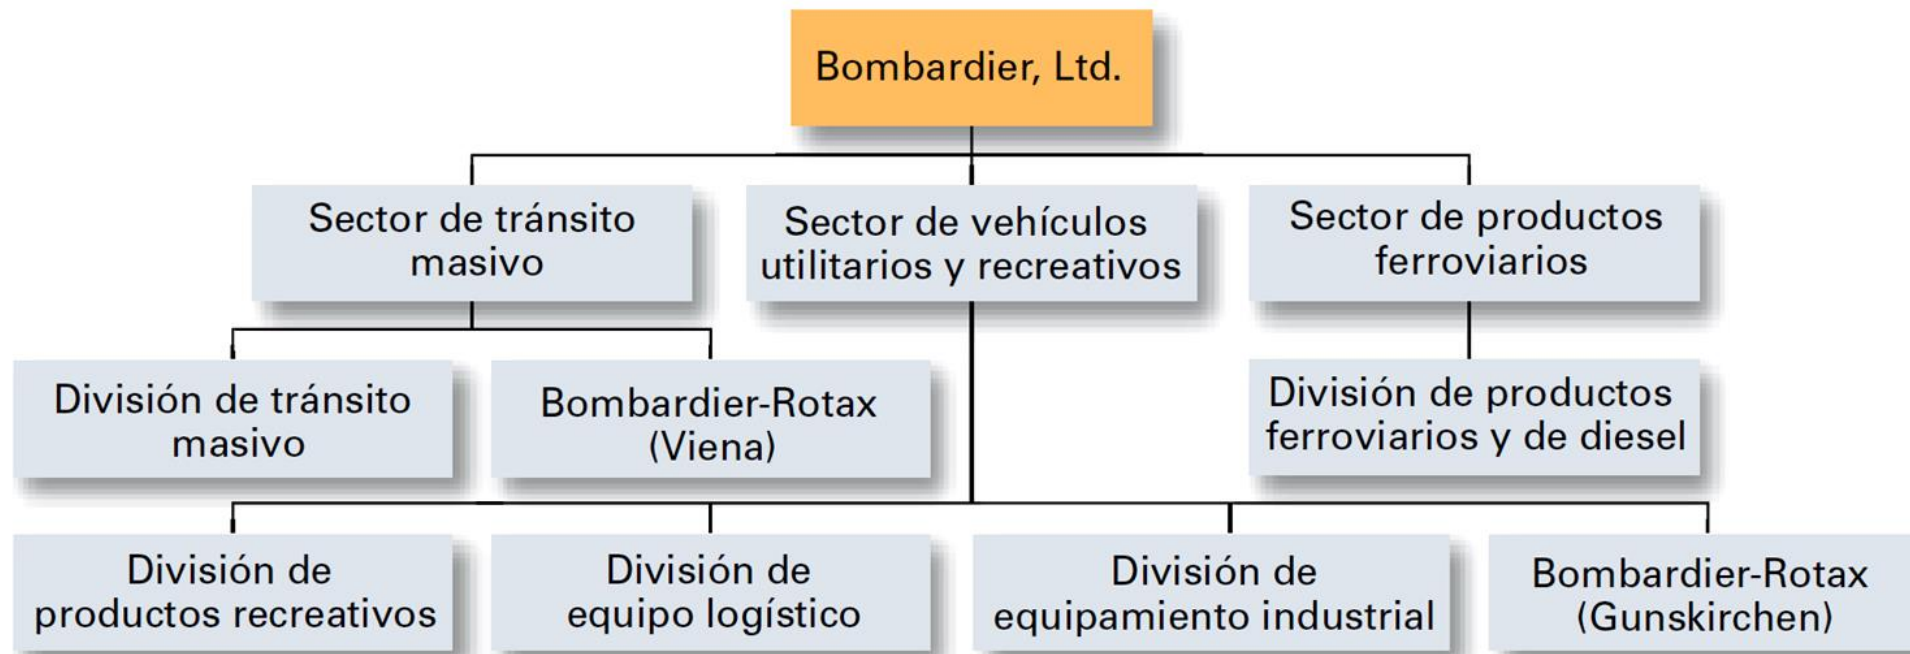 Bombardier, Ltd.
Sector de tránsito
masivo
Sector de vehículos
utilitarios y recreativos
Sector de productos
ferroviarios
División de tránsito
masivo
Bombardier-Rotax
(Viena)
División de productos
ferroviarios y de diesel
División de
productos recreativos
División de
equipo logístico
División de
equipamiento industrial
Bombardier-Rotax
(Gunskirchen)